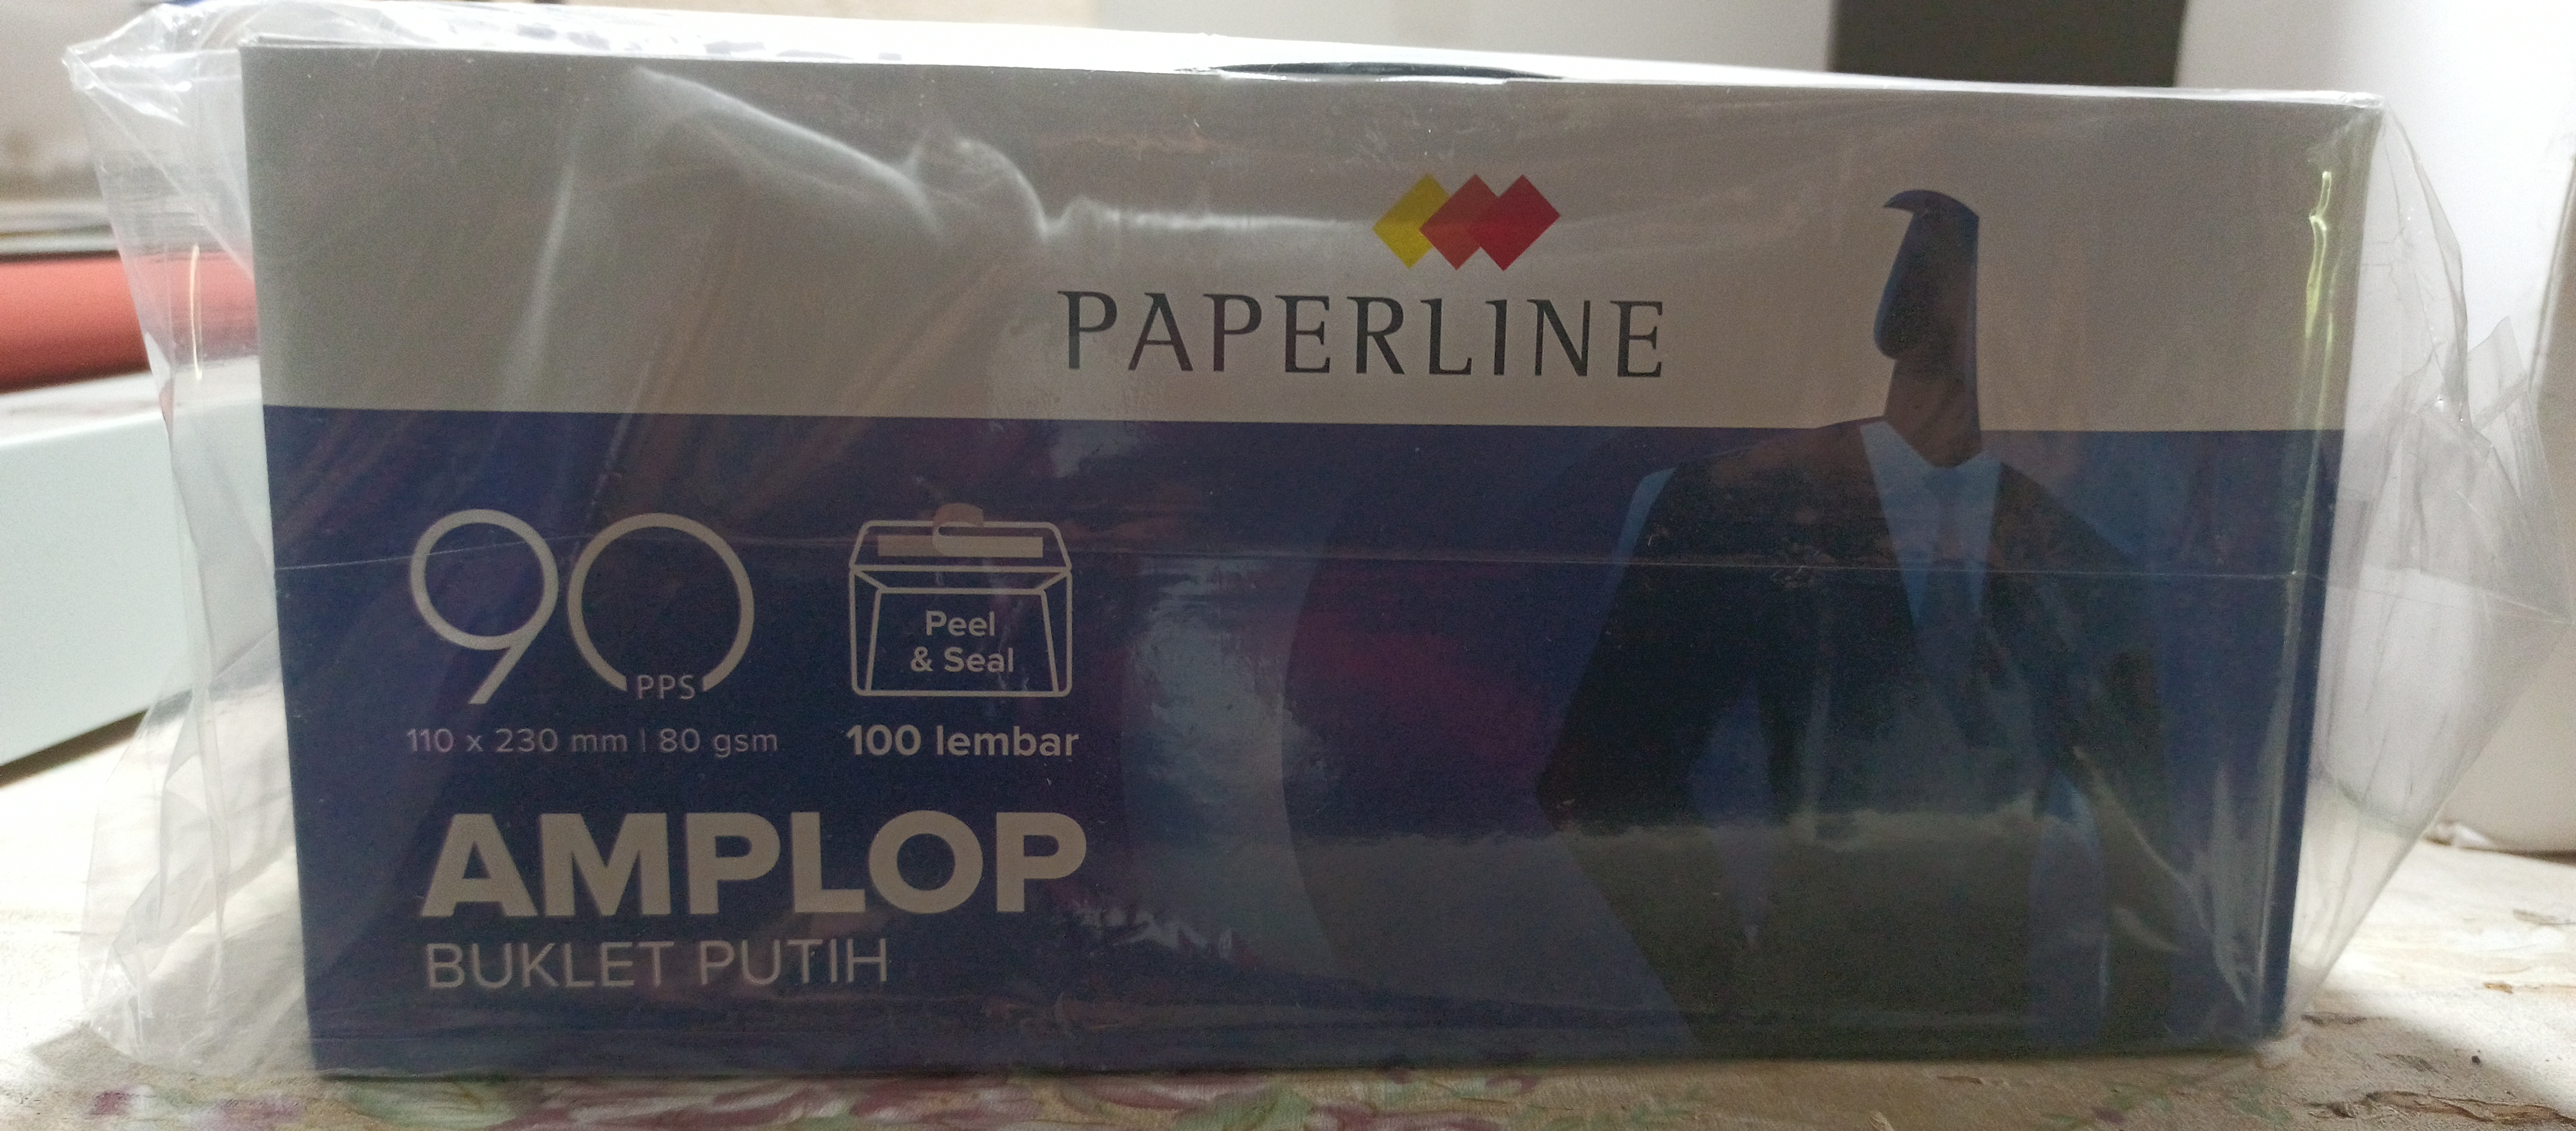 PAPERLINE
90 PPS
110 x 230 mm | 80 gsm
Peel
& Seal
100 lembar
AMPLOP
BUKLET PUTIH